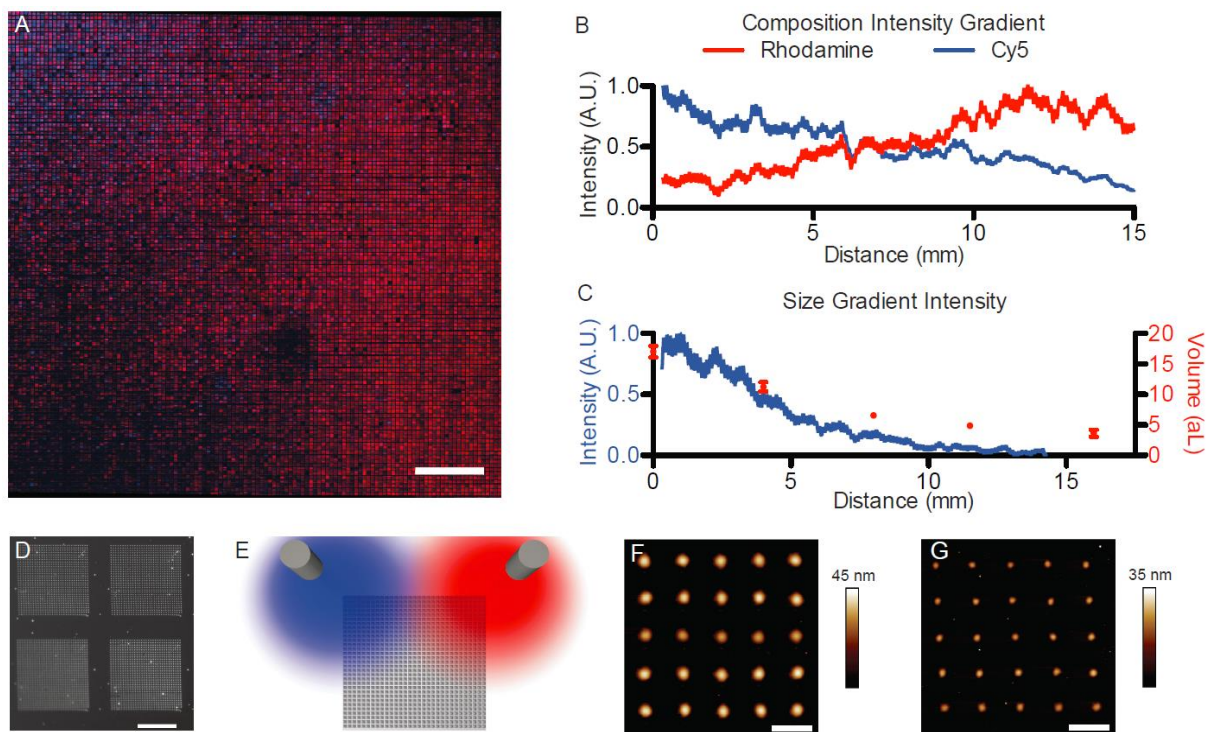 A
B
Composition Intensity Gradient
Rhodamine Cy5
Intensity (A.U.)
1.0
0.5
0.0
0 5 10 15
Distance (mm)
C
Size Gradient Intensity
Intensity (A.U.)
1.0
0.5
0.0
20
15
10
5
0
Volume (aL.)
0 5 10 15
Distance (mm)
D
E
F
45 nm
G
35 nm